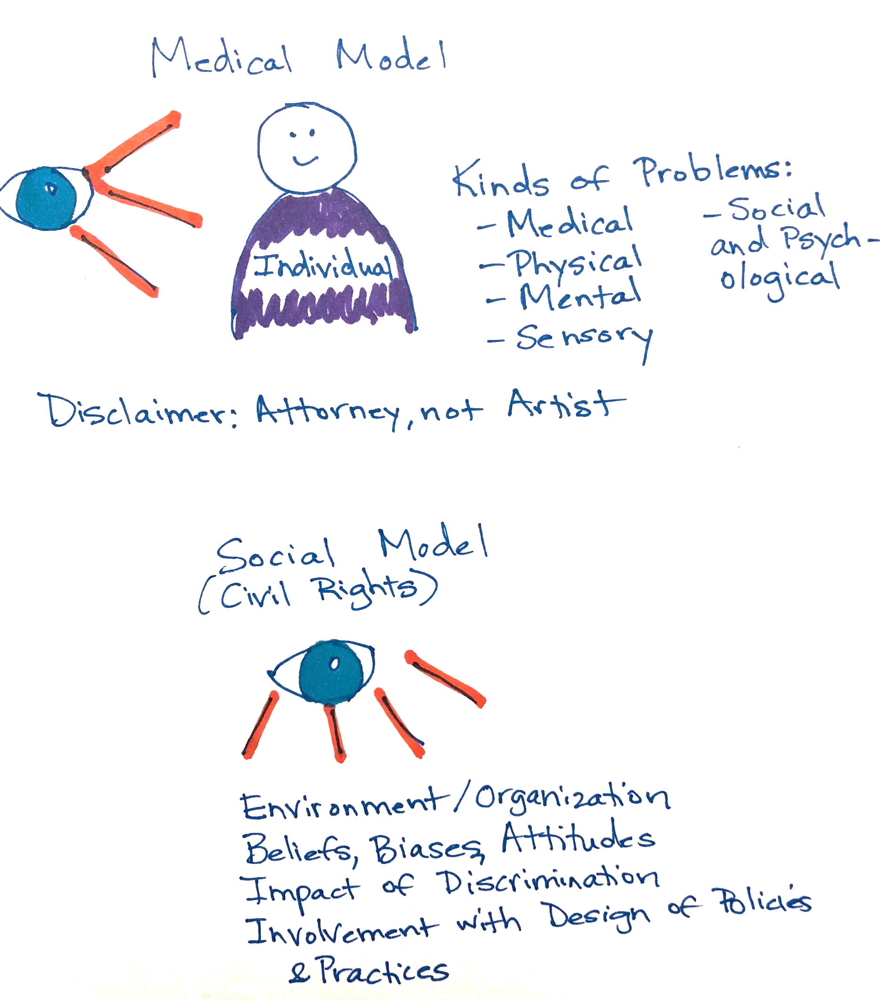 Medical Model
Individual
Kinds of Problems:
- Medical
- Physical
- Mental
- Sensory
- Social
and Psych-
ological
Disclaimer: Attorney, not Artist
Social Model
(Civil Rights)
Environment/Organization
Beliefs, Biases, Attitudes
Impact of Discrimination
Involvement with Design of Policies
& Practices